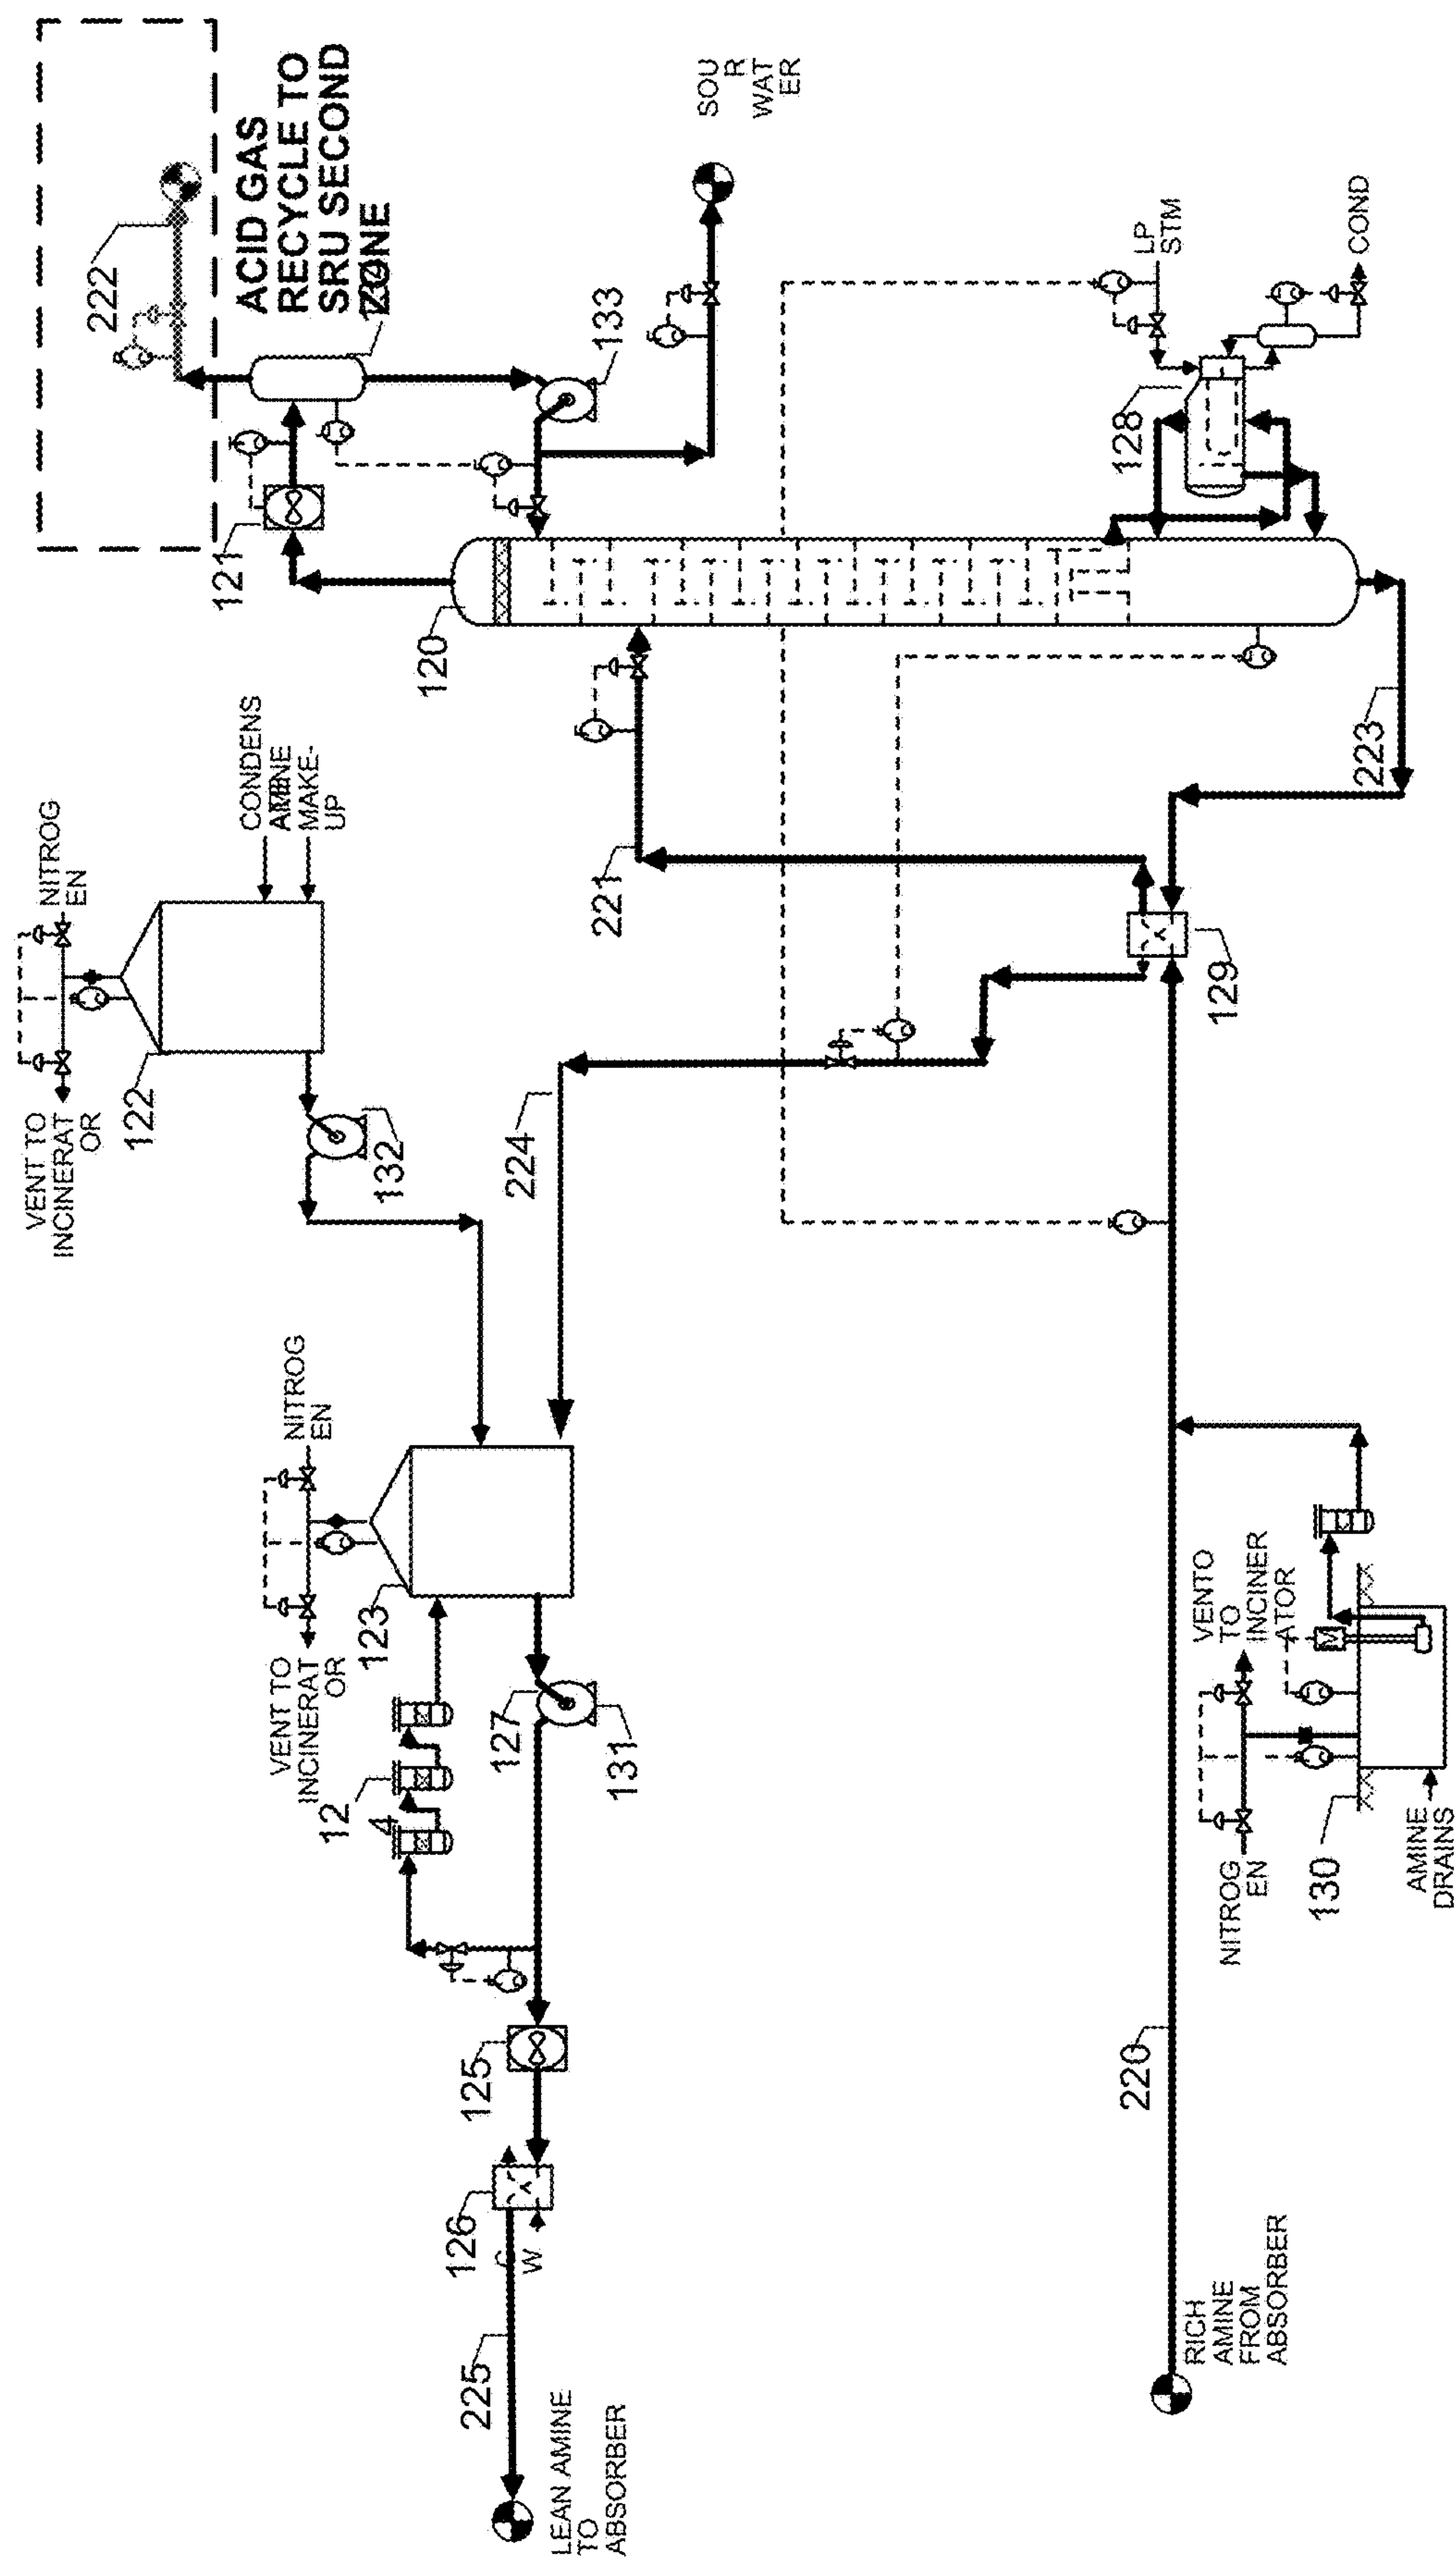 VENT TO
INCINERAT
OR
122
NITROG
EN
222
ACID GAS
RECYCLE TO
SRU SECOND
ZONE
121
CONDENS
AMINE
MAKE-
UP
132
VENT TO
INCINERAT
OR
NITROG
EN
123
12
4
120
133
SOU
R
WAT
ER
225
126
W
125
127
131
224
221
LEAN AMINE
TO
ABSORBER
220
129
128
LP
STM
RICH
AMINE
FROM
ABSORBER
NITROG
EN
VENTO
TO
INCINER
ATOR
M
130
223
COND
AMINE
DRAINS